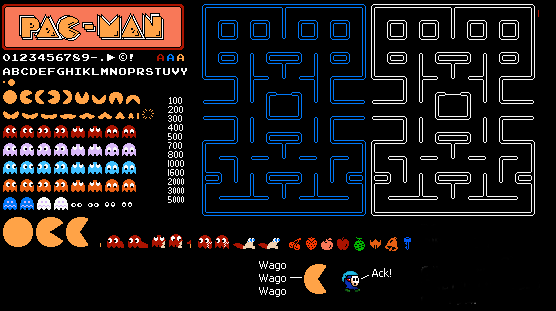 PAC-MAN
0123456789-.▶©! A A A
ABCDEFGHIJKLMNOPQRSTUVY
100
200
300
400
500
700
800
1000
1600
2000
3000
5000
Wago
Wago
Wago
Ack!